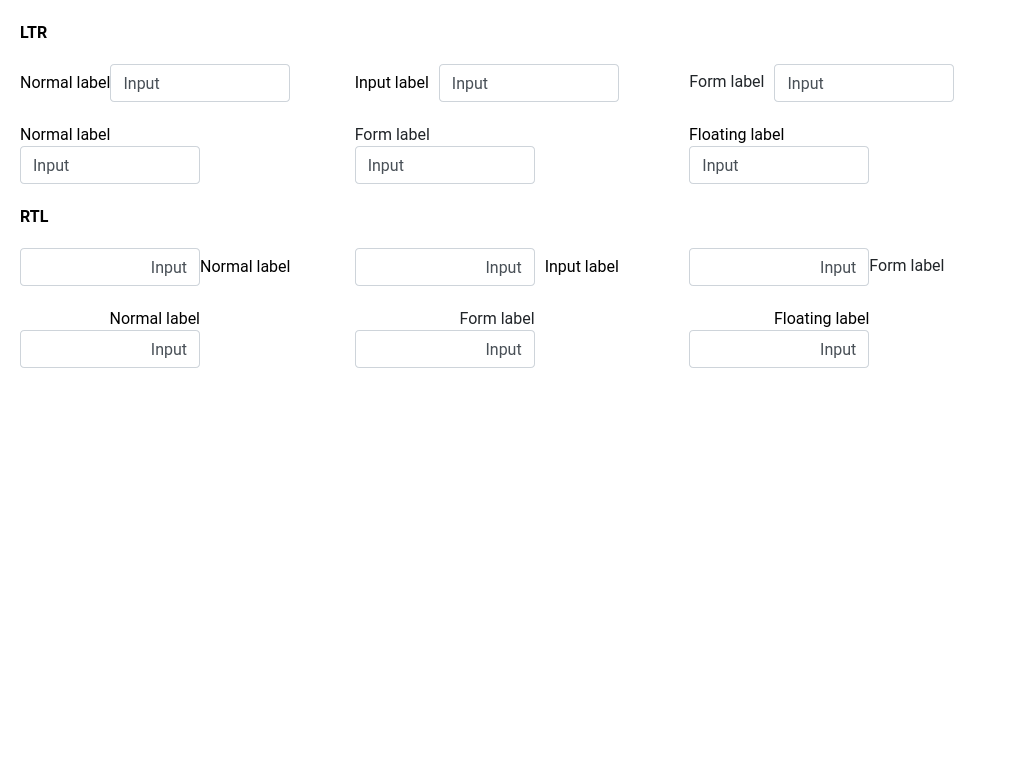 LTR
Normal label Input Input label Input Form label Input
Normal label Form label Floating label
Input Input Input
RTL
Input Normal label Input Input label Input Form label
Normal label Form label Floating label
Input Input Input